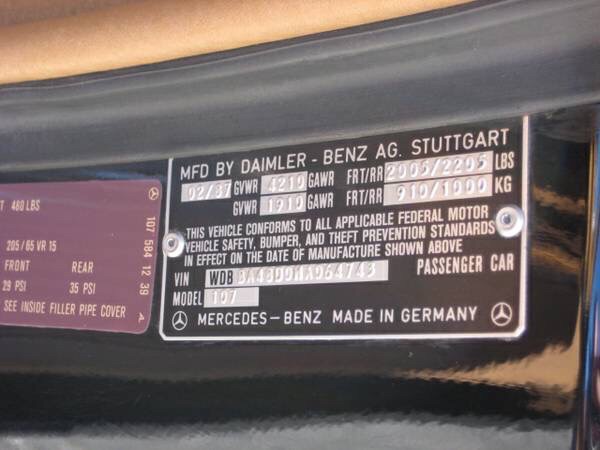 T 480 LBS
205/65 VR 15
FRONT REAR
29 PSI 35 PSI
SEE INSIDE FILLER PIPE COVER
107 584 12 39 A
MFD BY DAIMLER - BENZ AG. STUTTGART
02/87 GVWR 4210 GAWR FRT/RR 2005/2205 LBS
GVWR 1910 GAWR FRT/RR 910/1000 KG
THIS VEHICLE CONFORMS TO ALL APPLICABLE FEDERAL MOTOR
VEHICLE SAFETY, BUMPER, AND THEFT PREVENTION STANDARDS
IN EFFECT ON THE DATE OF MANUFACTURE SHOWN ABOVE
VIN WDB PASSENGER CAR
MODEL 107
MERCEDES-BENZ MADE IN GERMANY